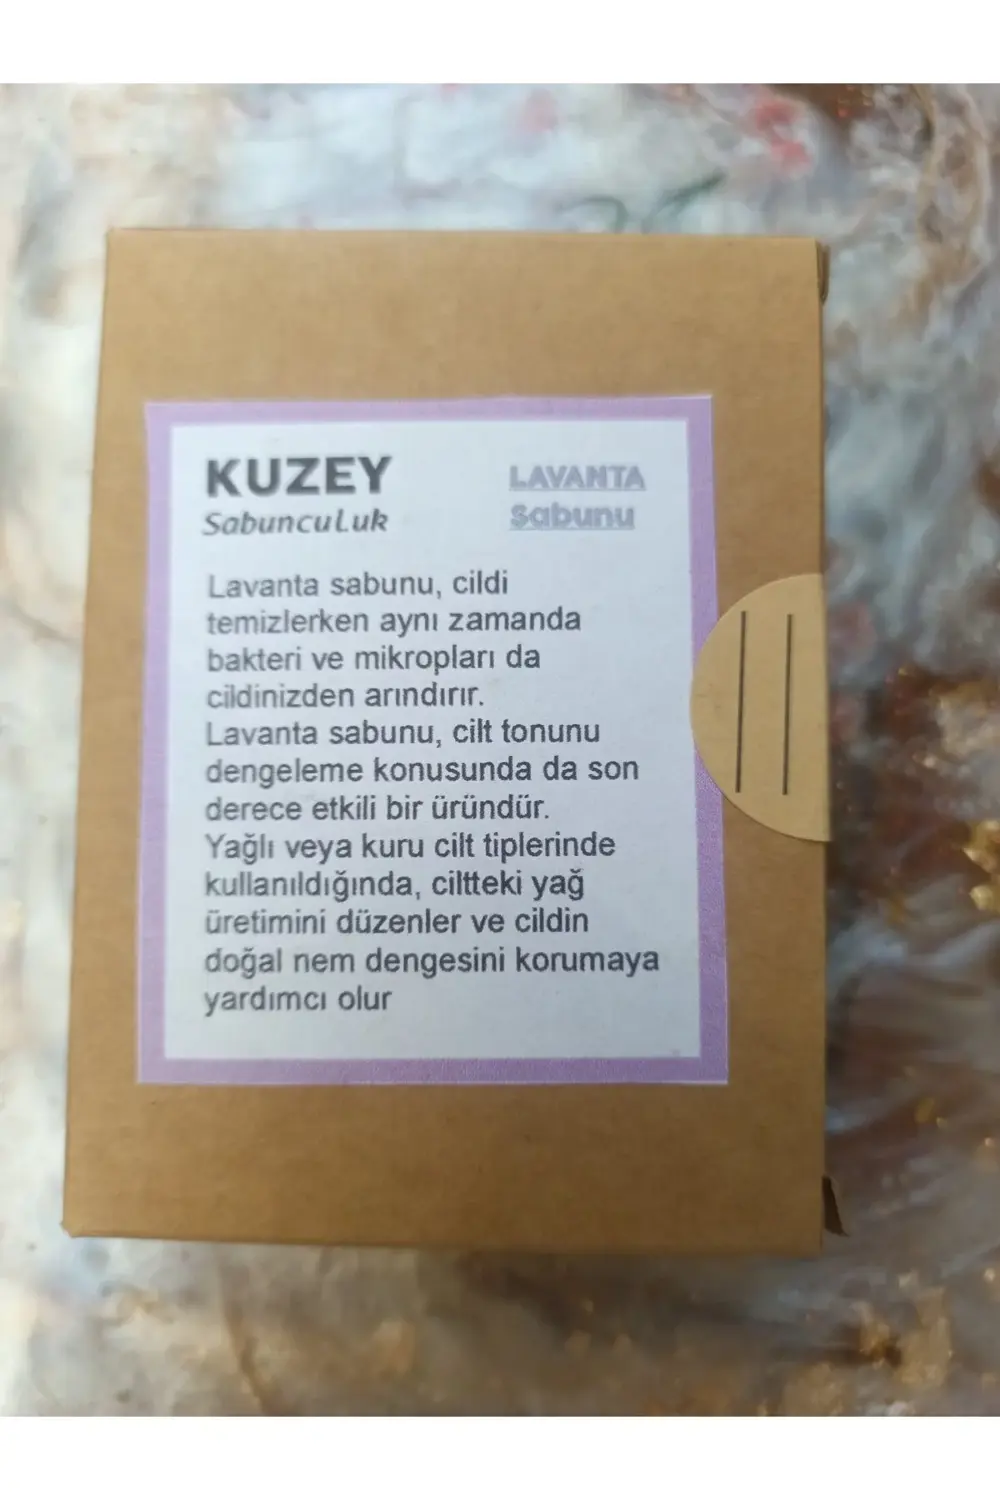 KUZEY
SabuncuLuk
LAVANTA
Sabunu
Lavanta sabunu, cildi
temizlerken aynı zamanda
bakteri ve mikropları da
cildinizden arındırır.
Lavanta sabunu, cilt tonunu
dengeleme konusunda da son
derece etkili bir üründür.
Yağlı veya kuru cilt tiplerinde
kullanıldığında, ciltteki yağ
üretimini düzenler ve cildin
doğal nem dengesini korumaya
yardımcı olur